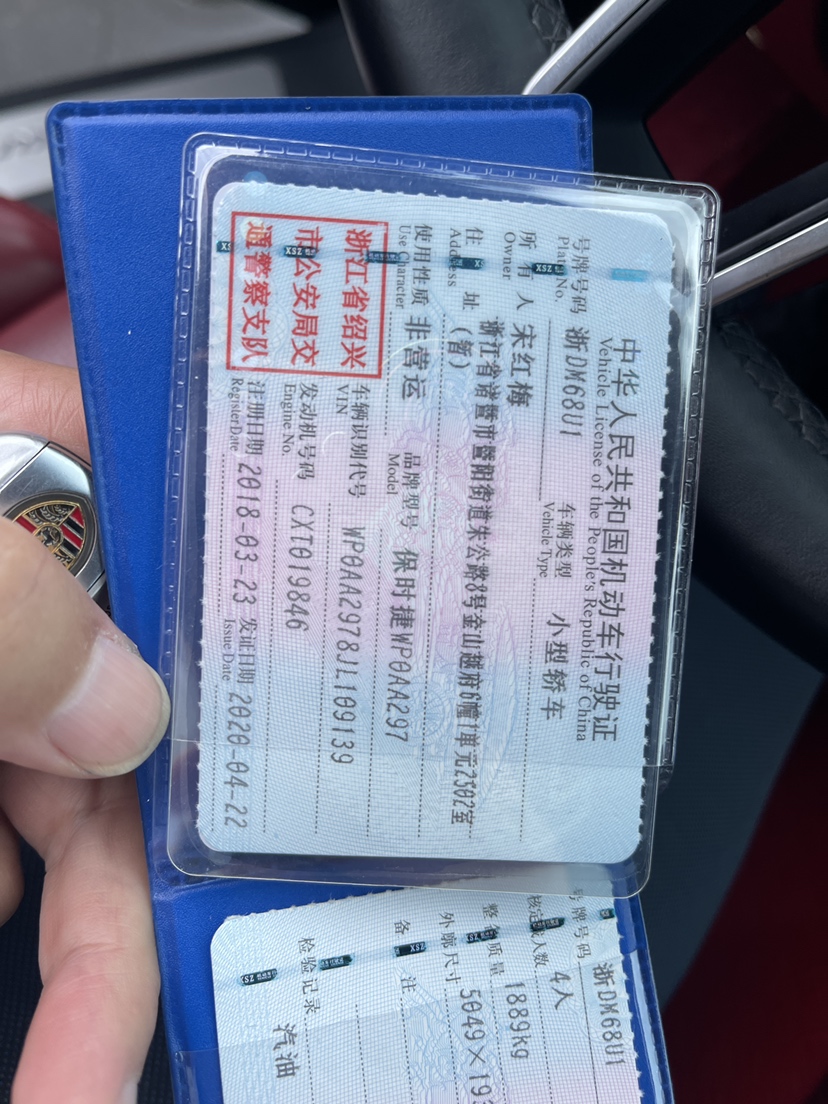 中华人民共和国机动车行驶证
Vehicle License of the People's Republic of China
号牌号码 浙DM68U1 车辆类型 小型轿车
Plate No. Vehicle Type
所有人 宋红梅
Owner
住址 浙江省诸暨市暨阳街道朱公路8号金山樾府6幢1单元2302室
Address (暂)
使用性质 非营运 品牌型号 保时捷WP0AA297
Use Character Model
浙江省绍兴
市公安局交
通警察支队
车辆识别代号 WP0AA2978JL109139
VIN
发动机号码 CXT019846
Engine No.
注册日期 2018-03-23 发证日期 2020-04-22
Register Date Issue Date
号牌号码 浙DM68U1
核定载人数 4人
整备质量 1889kg
外廓尺寸 5049×193
备注
检验记录 汽油